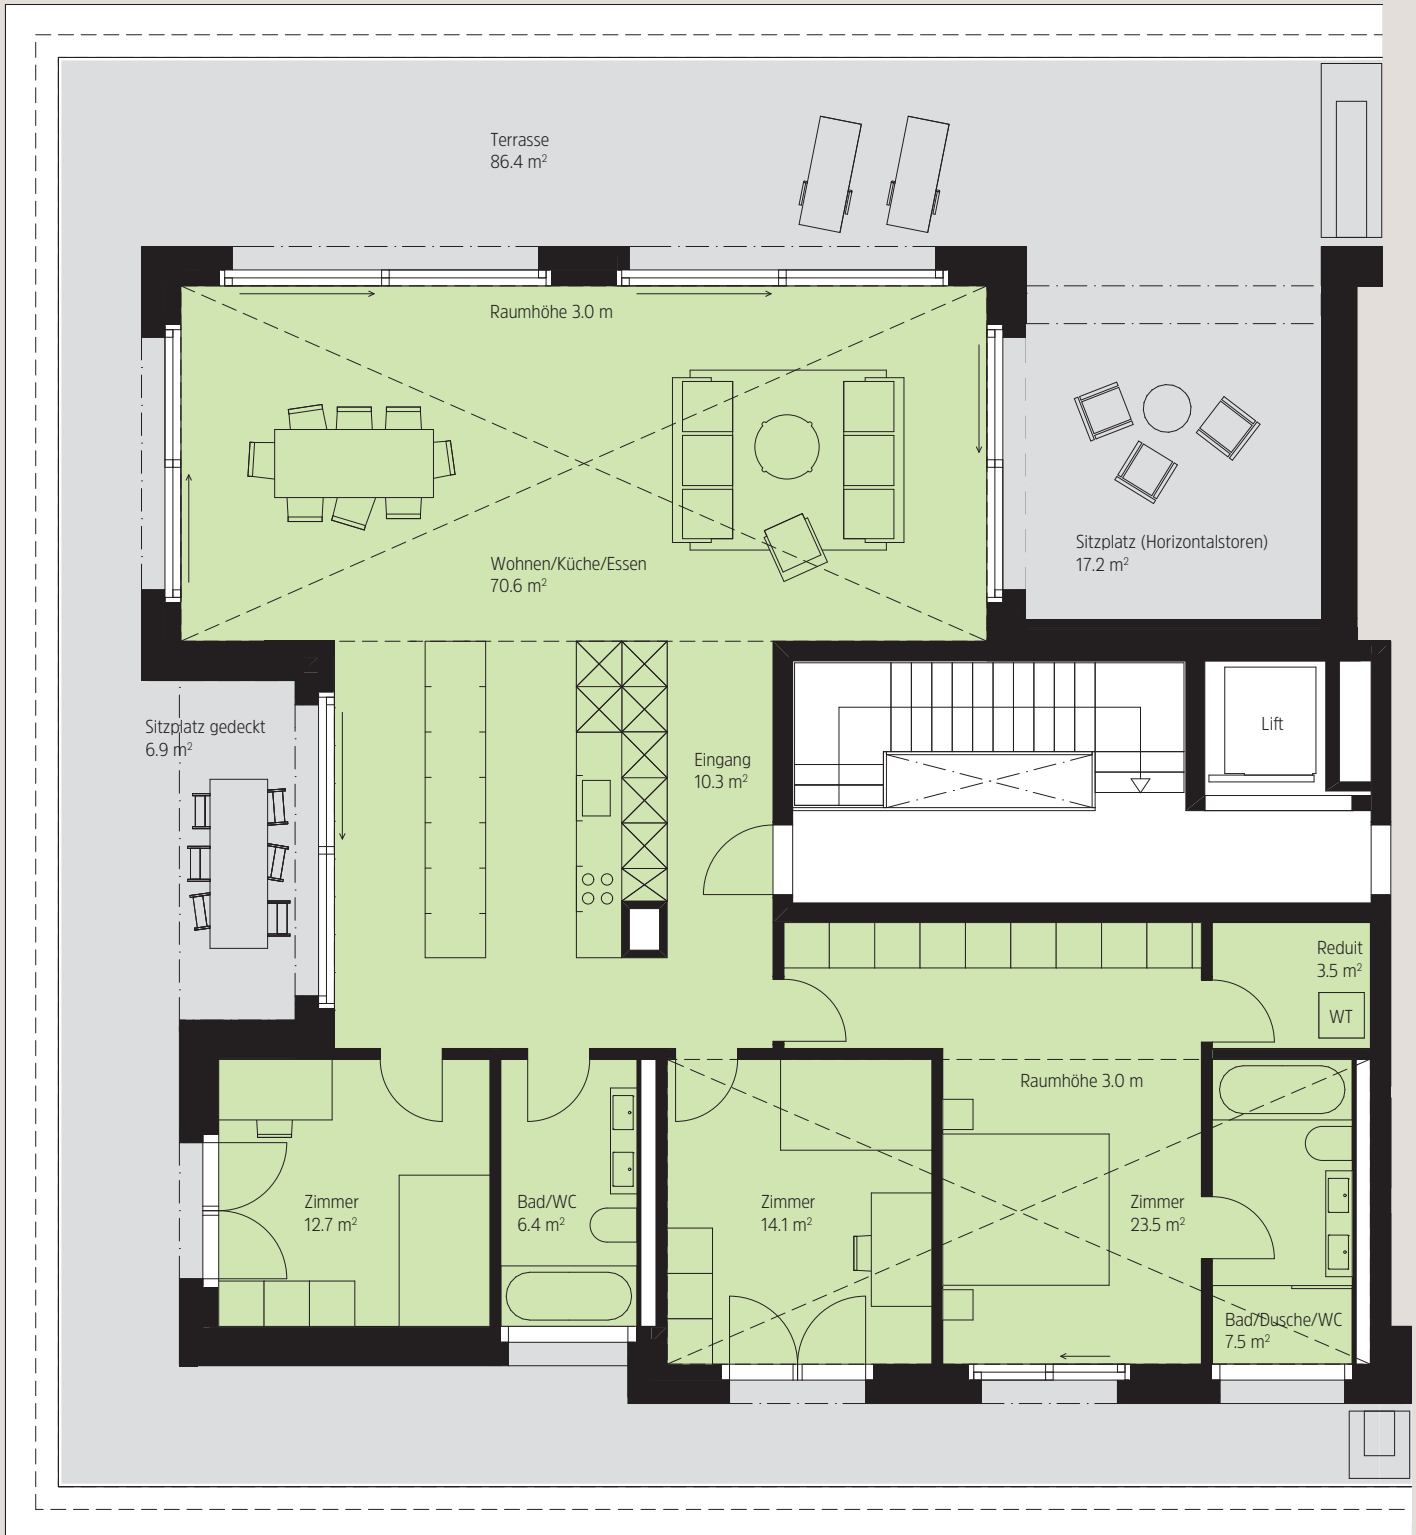 Terrasse
86.4 m²
Raumhöhe 3.0 m
Wohnen/Küche/Essen
70.6 m²
Sitzplatz (Horizontalstoren)
17.2 m²
Sitzplatz gedeckt
6.9 m²
Eingang
10.3 m²
Lift
Reduit
3.5 m²
WT
Raumhöhe 3.0 m
Zimmer
12.7 m²
Bad/WC
6.4 m²
Zimmer
14.1 m²
Zimmer
23.5 m²
Bad/Dusche/WC
7.5 m²